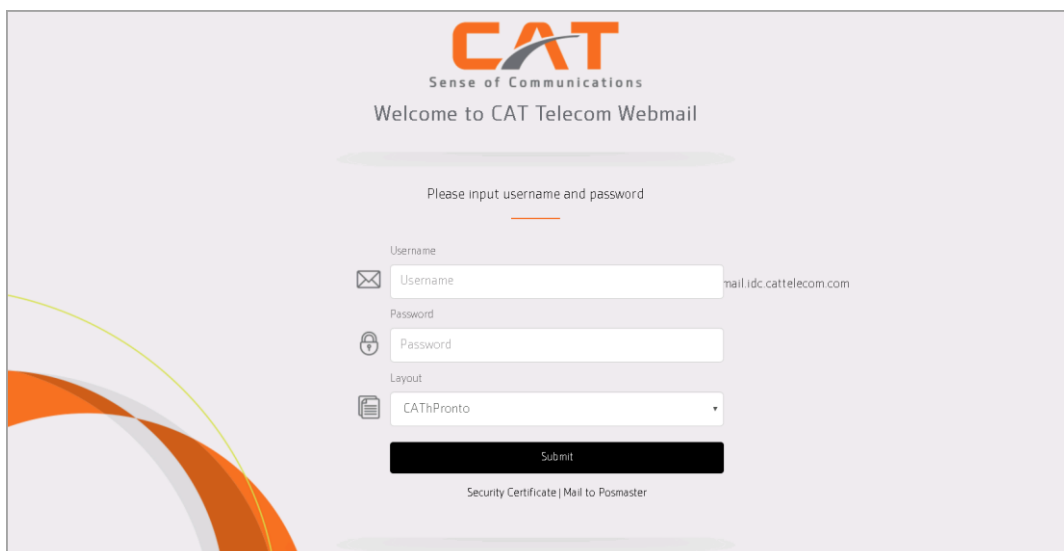 CAT
Sense of Communications
Welcome to CAT Telecom Webmail
Please input username and password
Username
Username
mail.idc.cattelecom.com
Password
Password
Layout
CAThPronto
Submit
Security Certificate | Mail to Posmaster